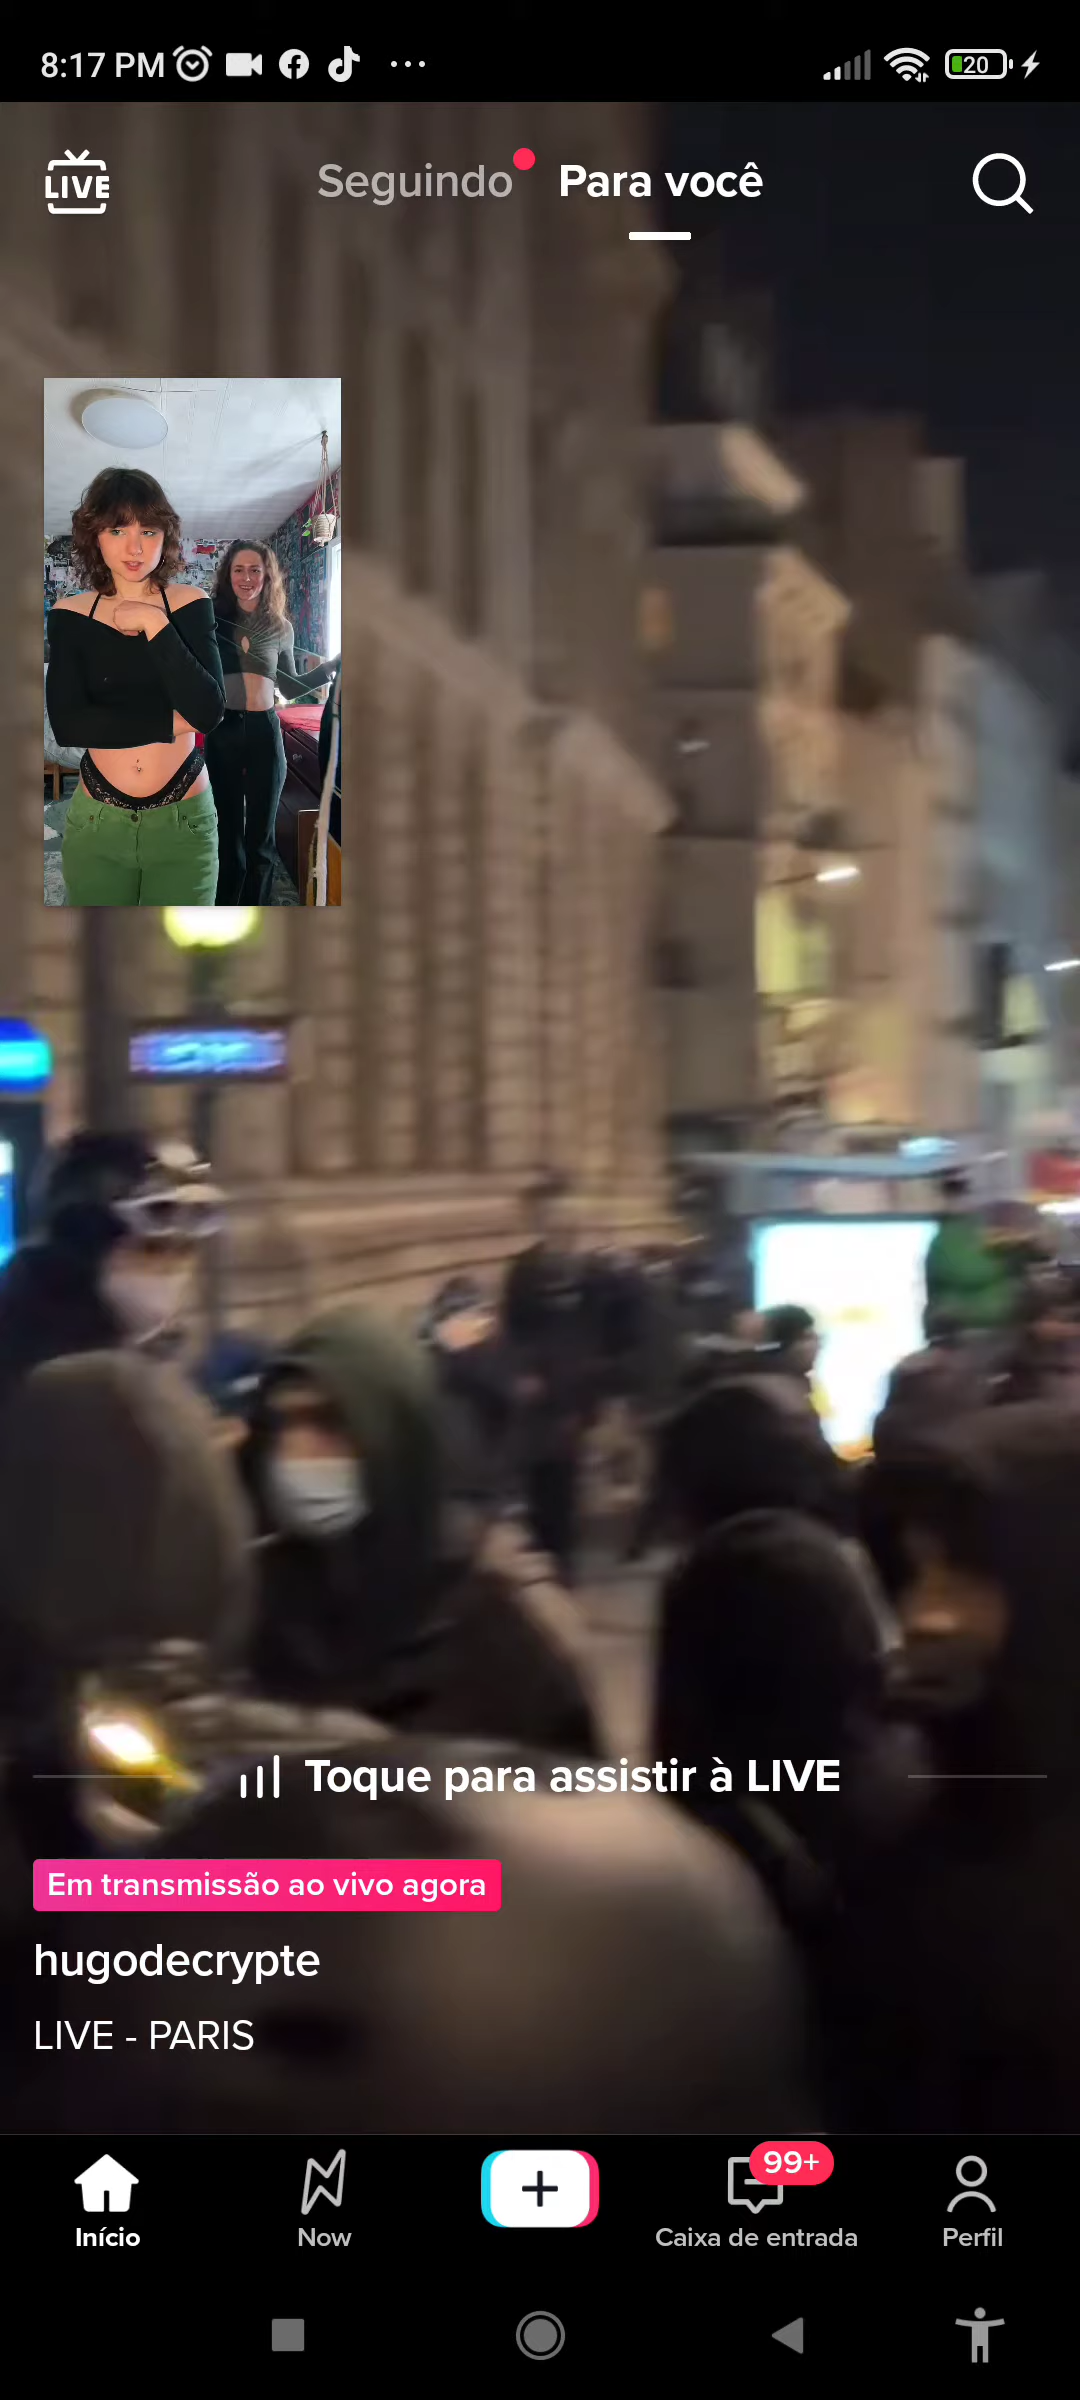 8:17 PM
20
LIVE
Seguindo
Para você
Toque para assistir à LIVE
Em transmissão ao vivo agora
hugodecrypte
LIVE - PARIS
Início
Now
99+
Caixa de entrada
Perfil